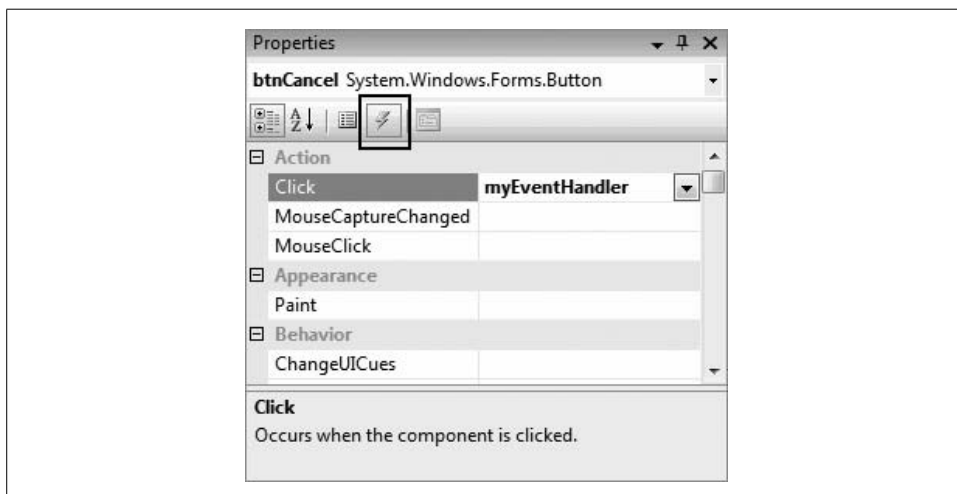 Properties
btnCancel System.Windows.Forms.Button
A
Z
Action
Click myEventHandler
MouseCaptureChanged
MouseClick
Appearance
Paint
Behavior
ChangeUICues
Click
Occurs when the component is clicked.